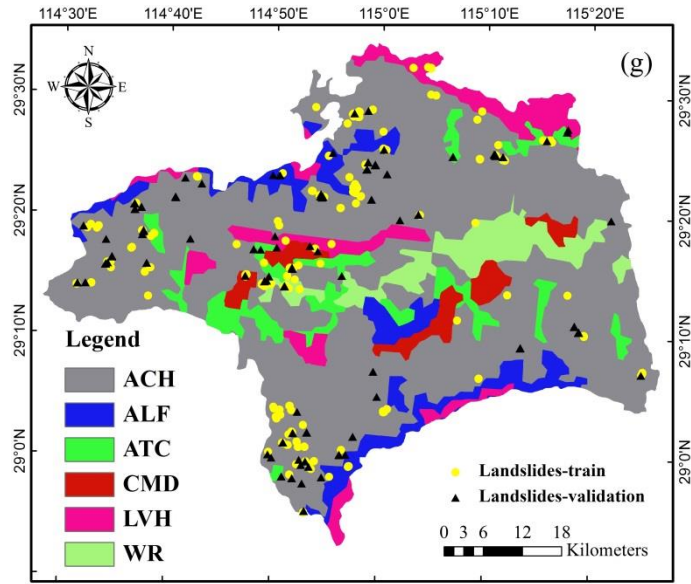 114°30'E 114°40'E 114°50'E 115°0'E 115°10'E 115°20'E
N
W E
S
(g)
29°30'N
29°20'N
29°10'N
29°0'N
29°30'N
29°20'N
29°10'N
29°0'N
Legend
ACH
ALF
ATC
CMD
LVH
WR
Landslides-train
Landslides-validation
0 3 6 12 18
Kilometers